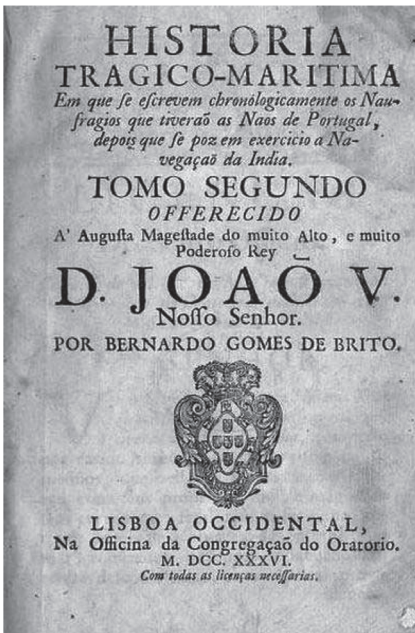 HISTORIA
TRAGICO-MARITIMA
Em que ſe eſcrevem chronòlogicamente os Nau-
fragios que tiveraõ as Naos de Portugal,
depois que ſe poz em exercicio a Na-
vegaçaõ da India.
TOMO SEGUNDO
OFFERECIDO
A' Auguſta Mageſtade do muito Alto, e muito
Poderoſo Rey
D. JOAÕ V.
Noſſo Senhor.
POR BERNARDO GOMES DE BRITO.
LISBOA OCCIDENTAL,
Na Officina da Congregaçaõ do Oratorio.
M. DCC. XXXVI.
Com todas as licenças neceſſarias.